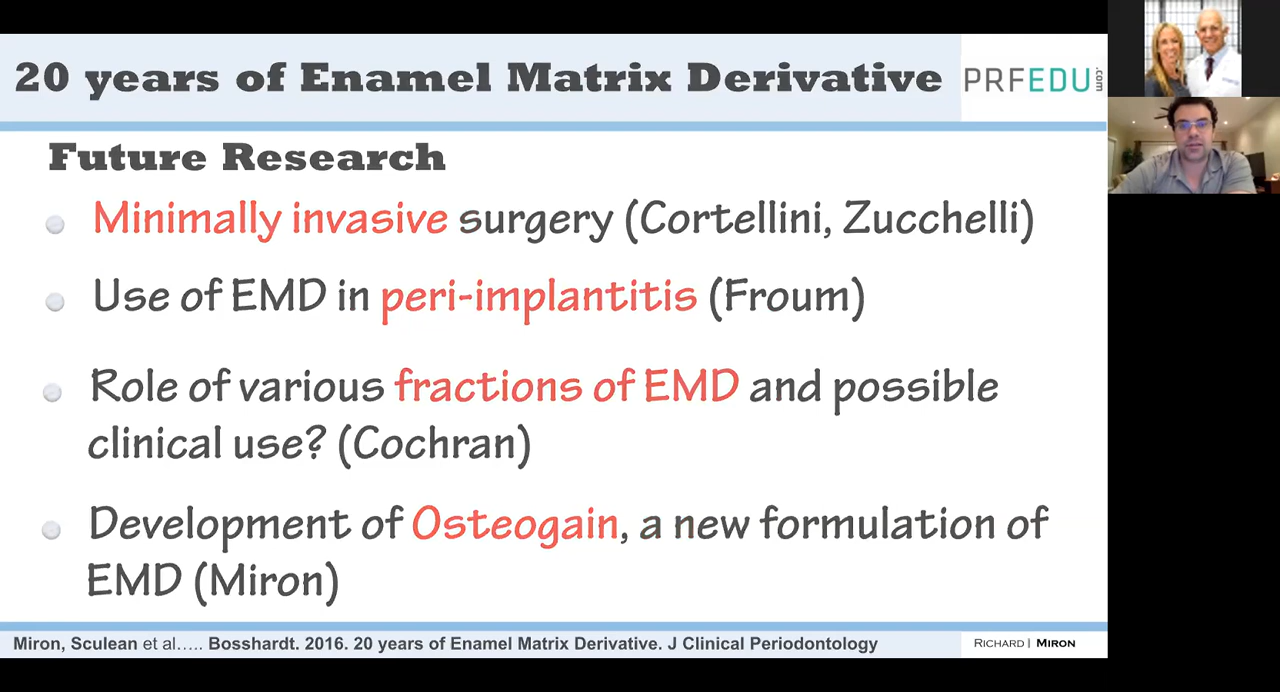 20 years of Enamel Matrix Derivative
PRFEDU.com
Future Research
Minimally invasive surgery (Cortellini, Zucchelli)
Use of EMD in peri-implantitis (Froum)
Role of various fractions of EMD and possible
clinical use? (Cochran)
Development of Osteogain, a new formulation of
EMD (Miron)
Miron, Sculean et al….. Bosshardt. 2016. 20 years of Enamel Matrix Derivative. J Clinical Periodontology
RICHARD | MIRON